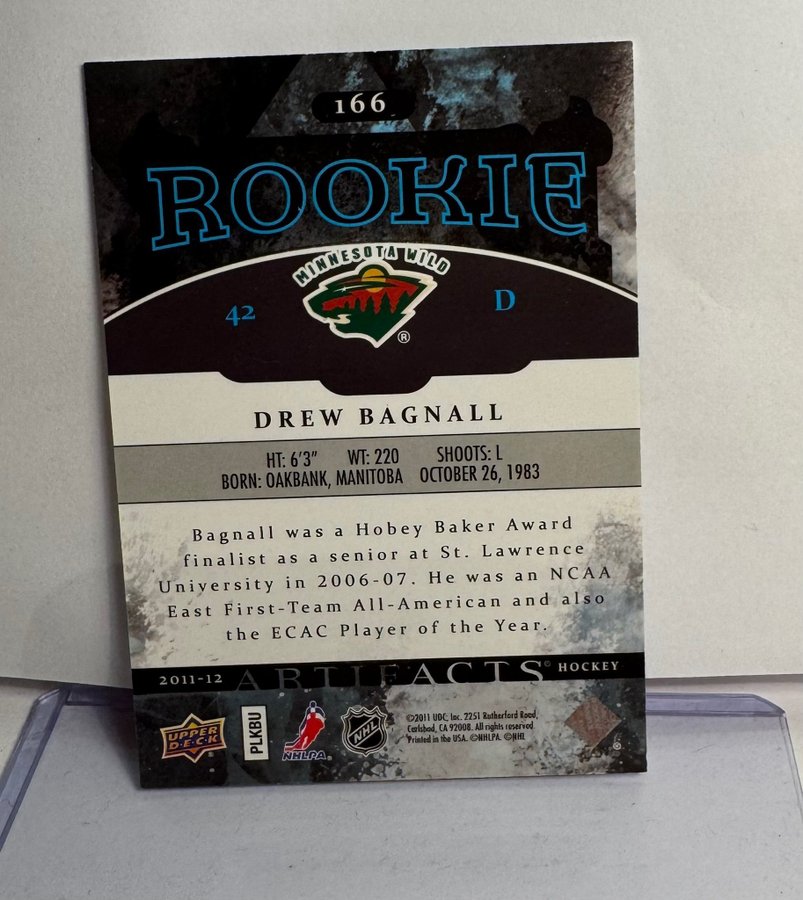 166
ROOKIE
MINNESOTA WILD
42 D
®
DREW BAGNALL
HT: 6'3" WT: 220 SHOOTS: L
BORN: OAKBANK, MANITOBA OCTOBER 26, 1983
Bagnall was a Hobey Baker Award
finalist as a senior at St. Lawrence
University in 2006-07. He was an NCAA
East First-Team All-American and also
the ECAC Player of the Year.
2011-12 ARTIFACTS® HOCKEY
UPPER DECK
PLKBU
NHLPA
NHL
©2011 UDC, Inc. 2251 Rutherford Road,
Carlsbad, CA 92008. All rights reserved
Printed in the USA. ©NHLPA. ©NHL